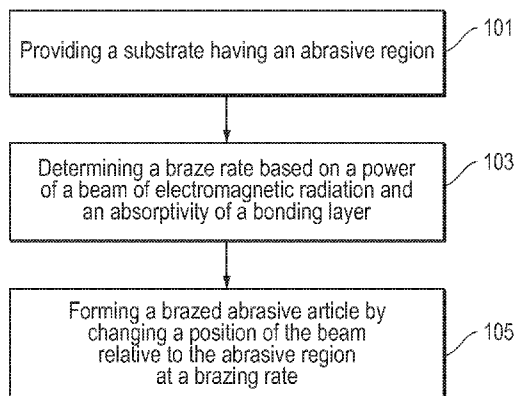 Providing a substrate having an abrasive region
101
Determining a braze rate based on a power
of a beam of electromagnetic radiation and
an absorptivity of a bonding layer
103
Forming a brazed abrasive article by
changing a position of the beam
relative to the abrasive region
at a brazing rate
105